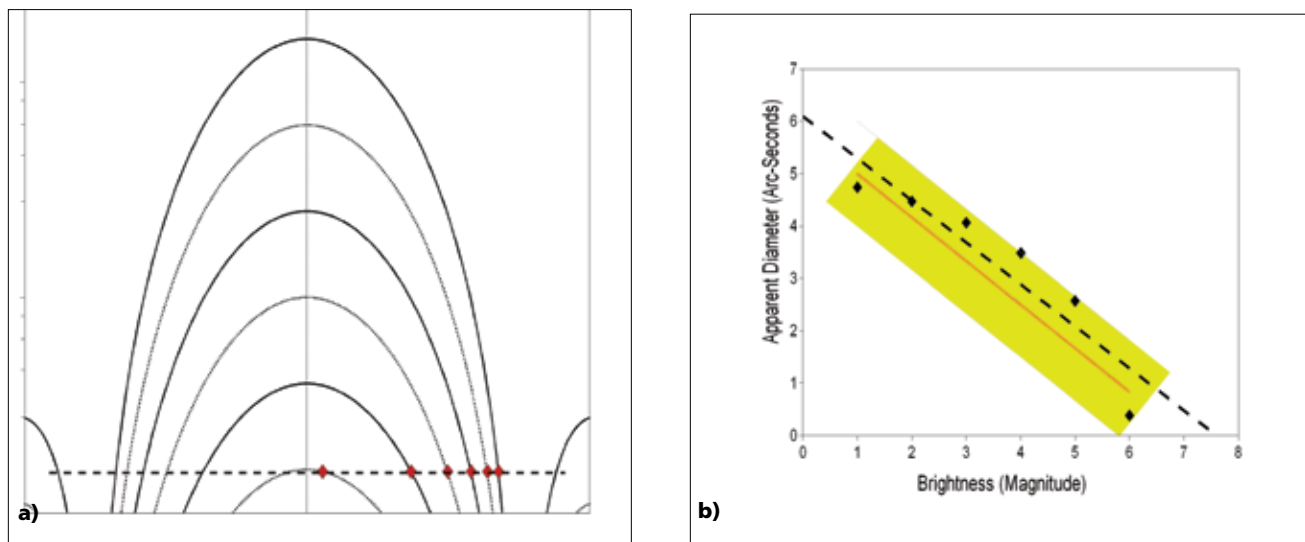 a)
7
6
5
4
3
2
1
0
Apparent Diameter (Arc-Seconds)
0 1 2 3 4 5 6 7 8
Brightness (Magnitude)
b)